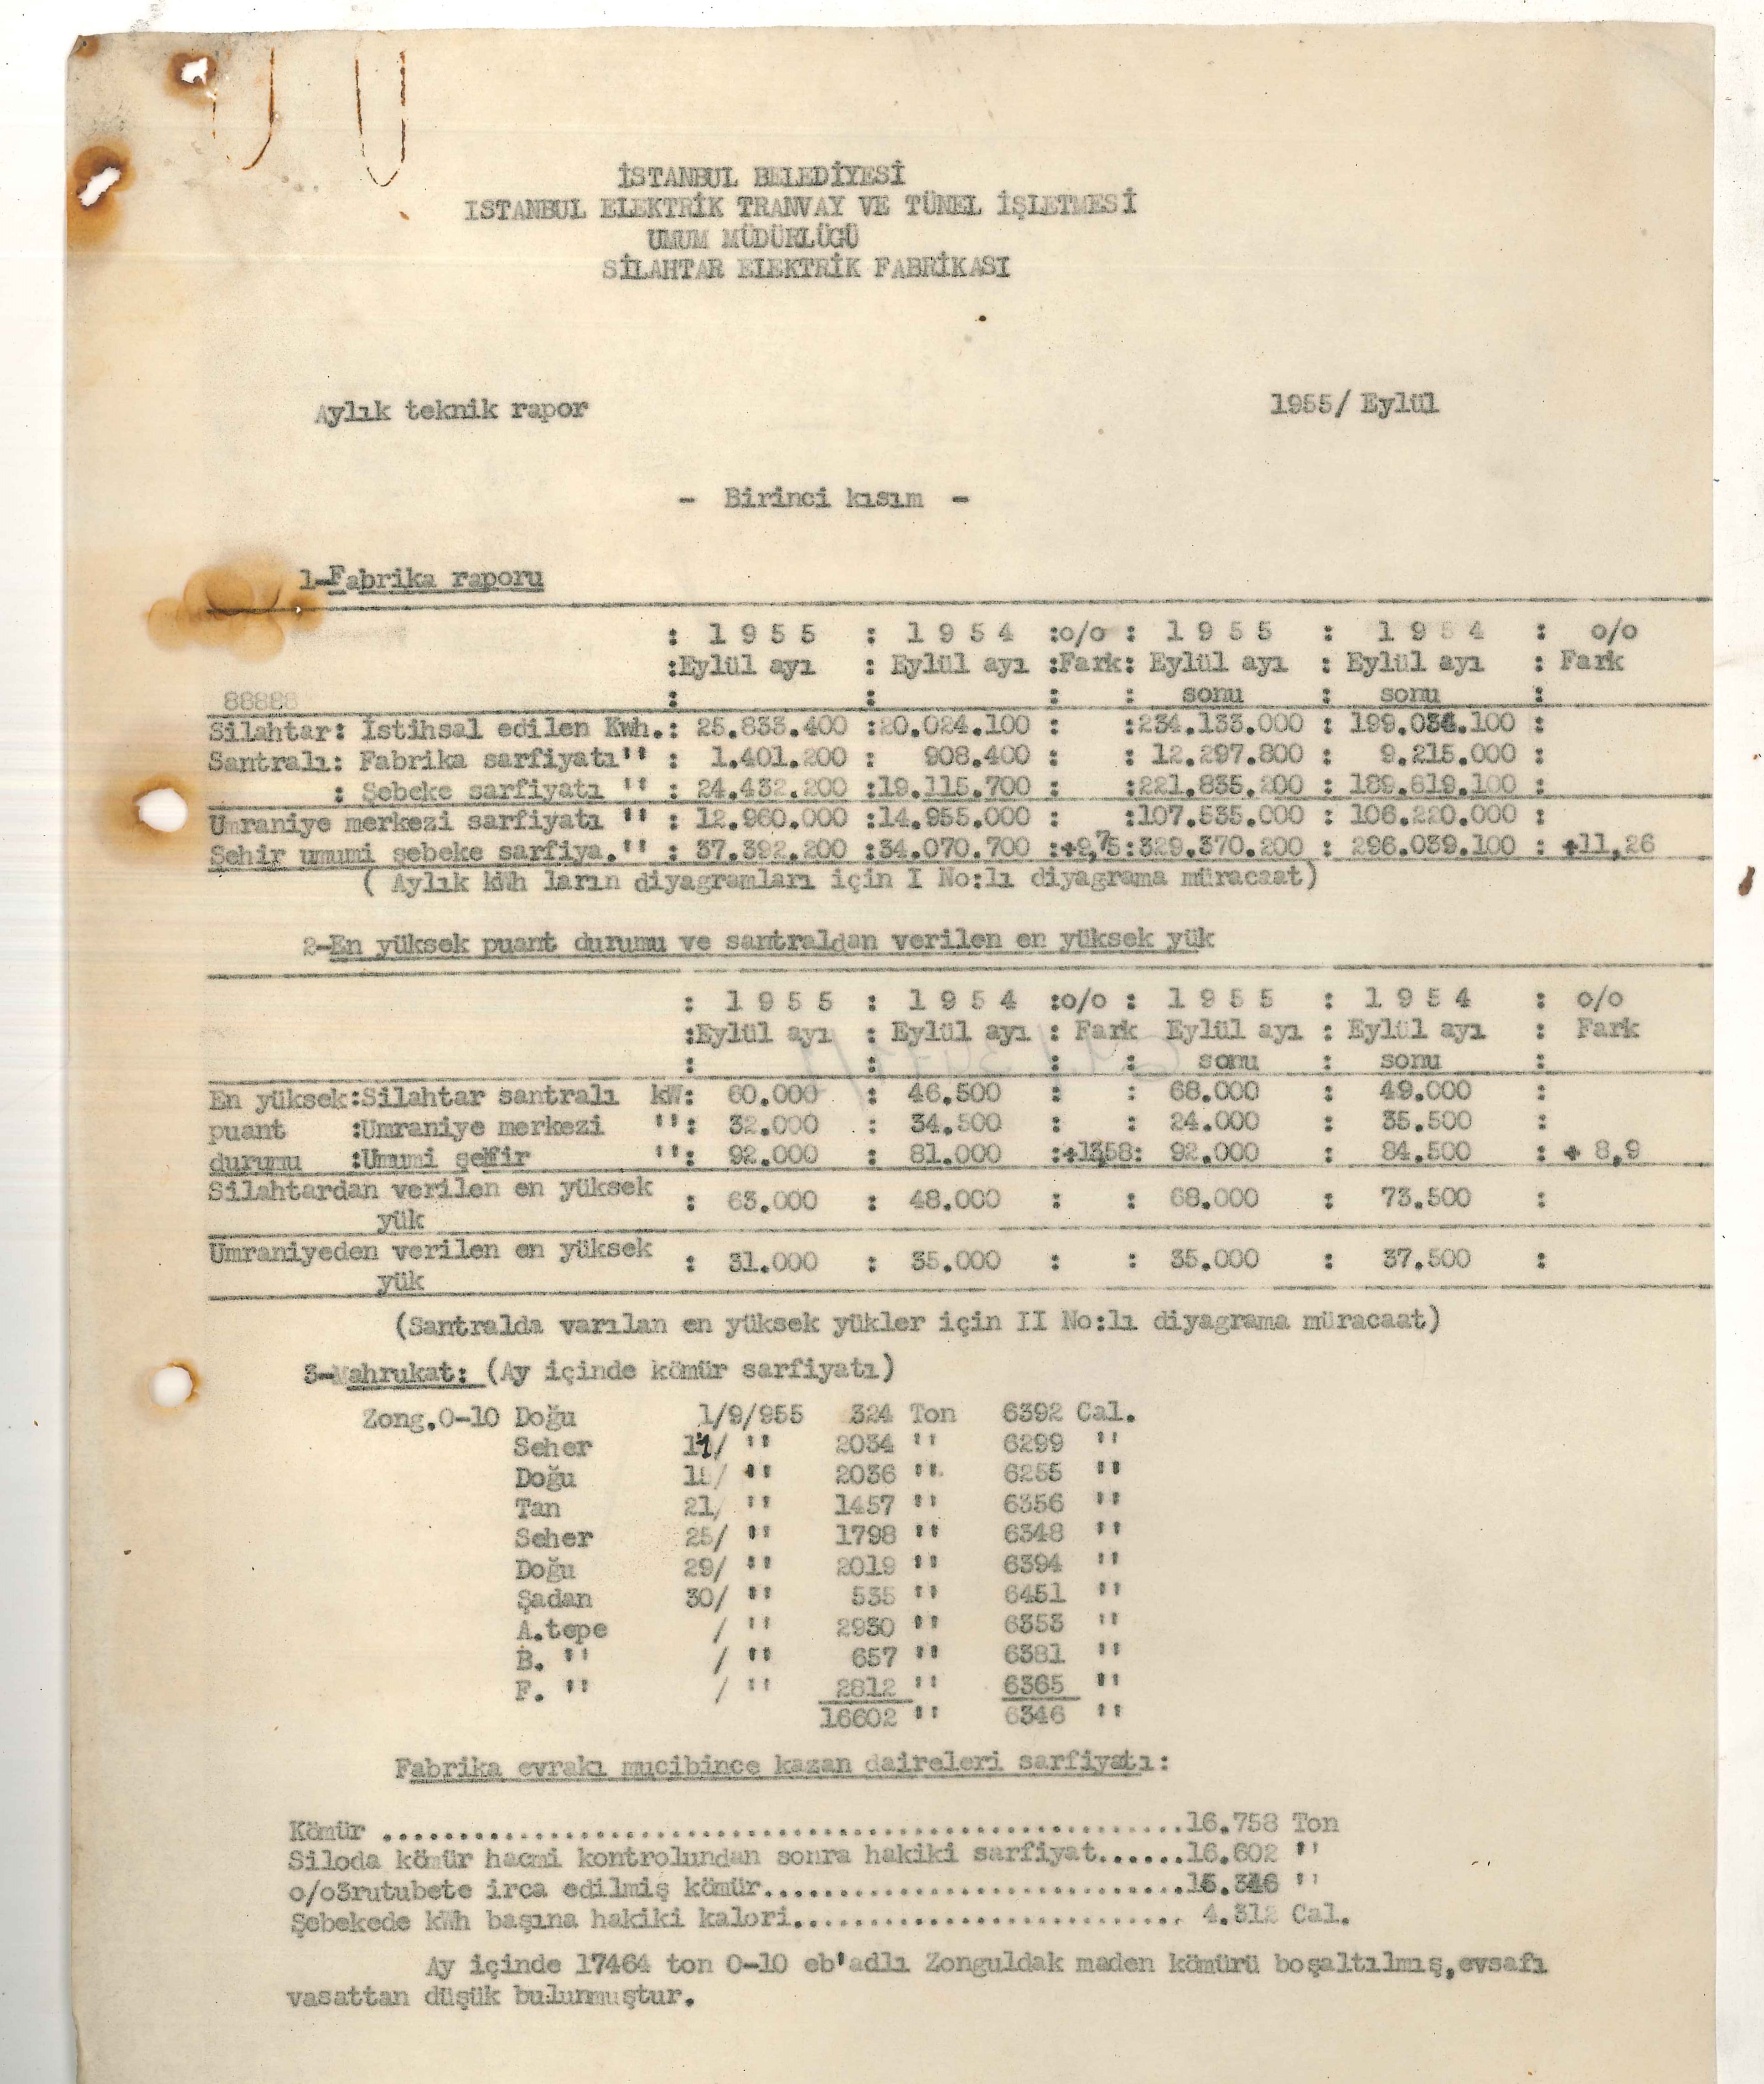 İSTANBUL BELEDİYESİ
ISTANBUL ELEKTRİK TRANVAY VE TÜNEL İŞLETMESİ
UMUM MÜDÜRLÜGÜ
SİLAHTAR ELEKTRİK FABRİKASI
Aylık teknik rapor 1955/ Eylül
- Birinci kısım -
1-Fabrika raporu
: 1955 : 1954 :o/o : 1955 : 1954 : o/o
:Eylül ayı : Eylül ayı :Fark: Eylül ayı : Eylül ayı : Fark
88888 : : : : sonu : sonu :
Silahtar: İstihsal edilen Kwh.: 25.833.400 :20.024.100 : :234.133.000 : 199.034.100 :
Santralı: Fabrika sarfiyatı" : 1.401.200 : 908.400 : : 12.297.800 : 9.215.000 :
: Şebeke sarfiyatı " : 24.432.200 :19.115.700 : :221.835.200 : 189.819.100 :
Umraniye merkezi sarfiyatı " : 12.960.000 :14.955.000 : :107.535.000 : 106.220.000 :
Şehir umumi şebeke sarfiya." : 37.392.200 :34.070.700 :+9,75:329.370.200 : 296.039.100 : +11,26
( Aylık kWh ların diyagramları için I No:lı diyagrama müracaat)
2-En yüksek puant durumu ve santraldan verilen en yüksek yük
: 1955 : 1954 :o/o : 1955 : 1954 : o/o
:Eylül ayı : Eylül ayı : Fark Eylül ayı : Eylül ayı : Fark
: : : : sonu : sonu :
En yüksek:Silahtar santralı kW: 60.000 : 46.500 : : 68.000 : 49.000 :
puant :Umraniye merkezi ": 32.000 : 34.500 : : 24.000 : 35.500 :
durumu :Umumi şehir ": 92.000 : 81.000 :+1358: 92.000 : 84.500 : + 8,9
Silahtardan verilen en yüksek : 63.000 : 48.000 : : 68.000 : 73.500 :
yük
Umraniyeden verilen en yüksek : 31.000 : 35.000 : : 35.000 : 37.500 :
yük
(Santralda varılan en yüksek yükler için II No:lı diyagrama müracaat)
3-Mahrukat: (Ay içinde kömür sarfiyatı)
Zong.0-10 Doğu 1/9/955 324 Ton 6392 Cal.
Seher 11/ " 2034 " 6299 "
Doğu 15/ " 2036 " 6255 "
Tan 21/ " 1457 " 6356 "
Seher 25/ " 1798 " 6348 "
Doğu 29/ " 2019 " 6394 "
Şadan 30/ " 535 " 6451 "
A.tepe / " 2930 " 6353 "
B. " / " 657 " 6381 "
F. " / " 2812 " 6365 "
16602 " 6346 "
Fabrika evrakı mucibince kazan daireleri sarfiyatı:
Kömür ..................................................16.758 Ton
Siloda kömür hacmi kontrolundan sonra hakiki sarfiyat......16.602 "
o/o3rutubete irca edilmiş kömür...........................15.346 "
Şebekede kWh başına hakiki kalori......................... 4.312 Cal.
Ay içinde 17464 ton 0-10 eb'adlı Zonguldak maden kömürü boşaltılmış,evsafı
vasattan düşük bulunmuştur.